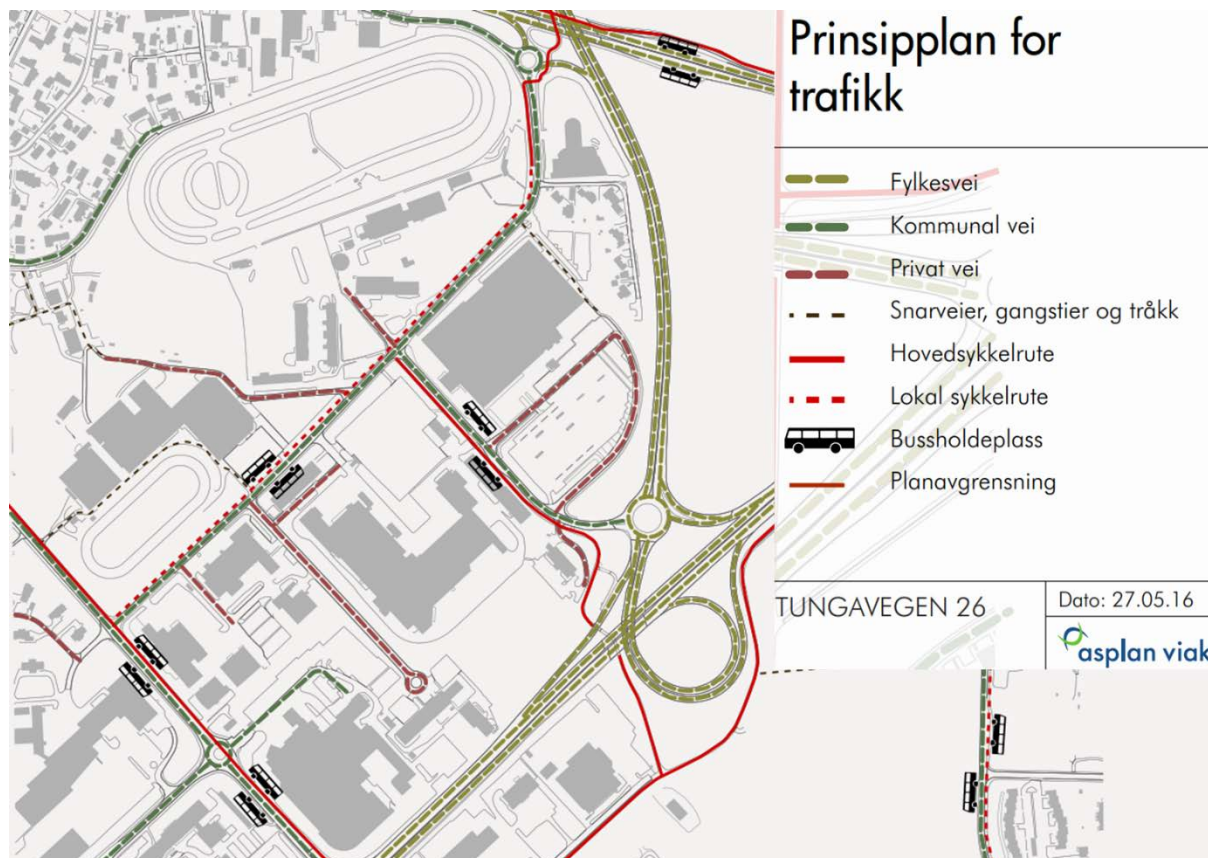 Prinsipplan for
trafikk
Fylkesvei
Kommunal vei
Privat vei
Snarveier, gangstier og tråkk
Hovedsykkelrute
Lokal sykkelrute
Bussholdeplass
Planavgrensning
TUNGAVEGEN 26
Dato: 27.05.16
asplan viak